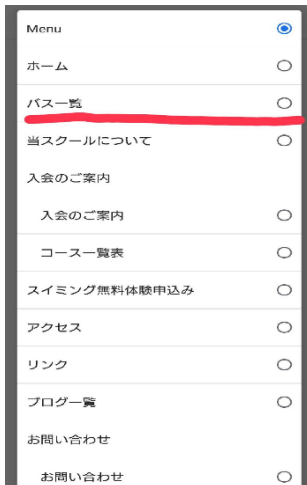 Menu
ホーム
バス一覧
当スクールについて
入会のご案内
入会のご案内
コース一覧表
スイミング無料体験申込み
アクセス
リンク
ブログ一覧
お問い合わせ
お問い合わせ